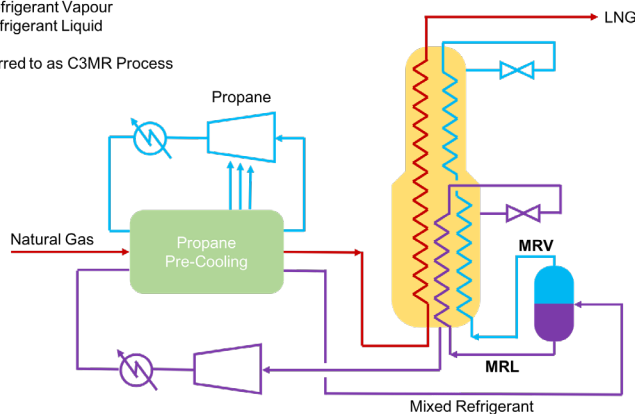 frigerant Vapour
frigerant Liquid
rred to as C3MR Process
LNG
Propane
Natural Gas
Propane
Pre-Cooling
MRV
MRL
Mixed Refrigerant